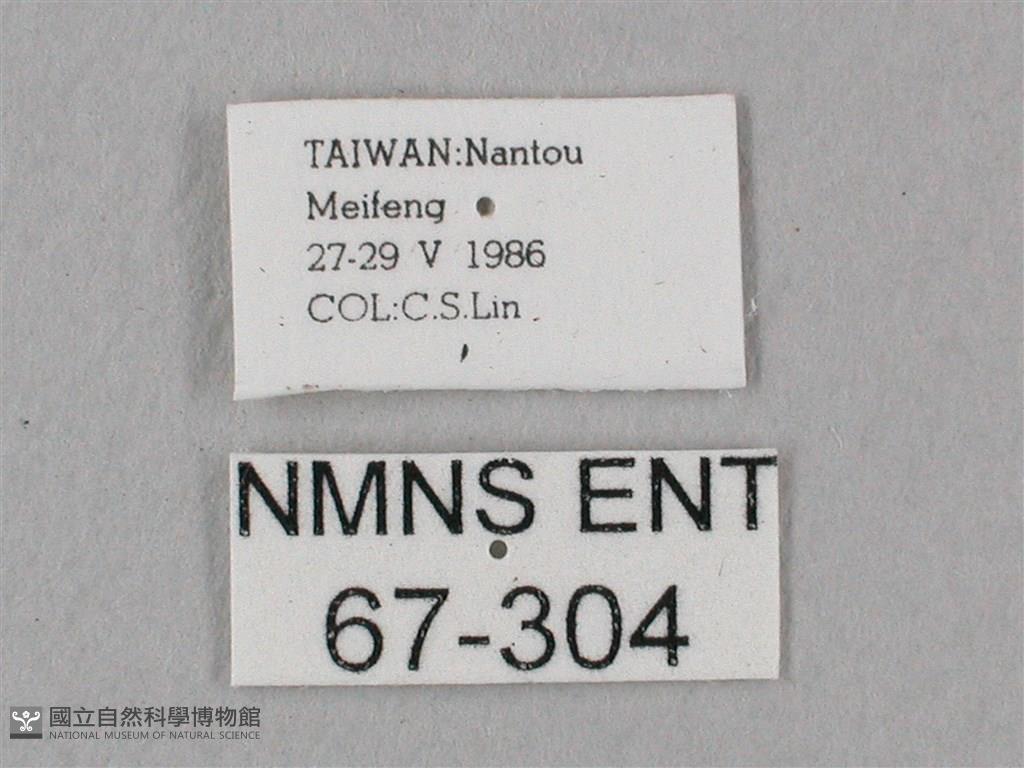 TAIWAN:Nantou
Meifeng
27-29 V 1986
COL:C.S.Lin
NMNS ENT
67-304
國立自然科學博物館
NATIONAL MUSEUM OF NATURAL SCIENCE